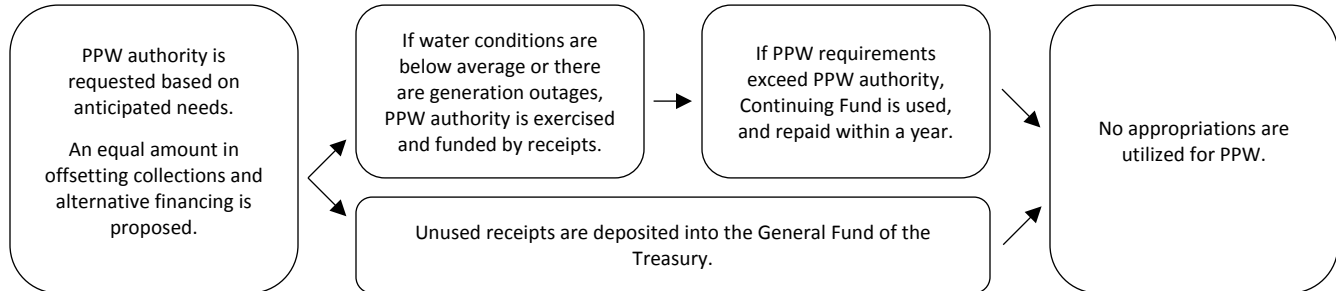 PPW authority is
requested based on
anticipated needs.
An equal amount in
offsetting collections and
alternative financing is
proposed.
If water conditions are
below average or there
are generation outages,
PPW authority is exercised
and funded by receipts.
If PPW requirements
exceed PPW authority,
Continuing Fund is used,
and repaid within a year.
Unused receipts are deposited into the General Fund of the
Treasury.
No appropriations are
utilized for PPW.